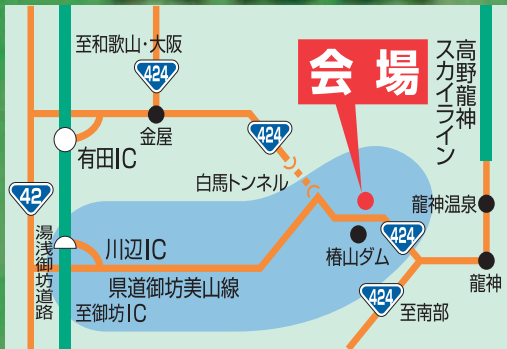 至和歌山・大阪
424
会場
高野龍神
スカイライン
金屋
424
有田IC
白馬トンネル
42
龍神温泉
湯浅御坊道路
川辺IC
424
椿山ダム
県道御坊美山線
龍神
至御坊IC
424
至南部